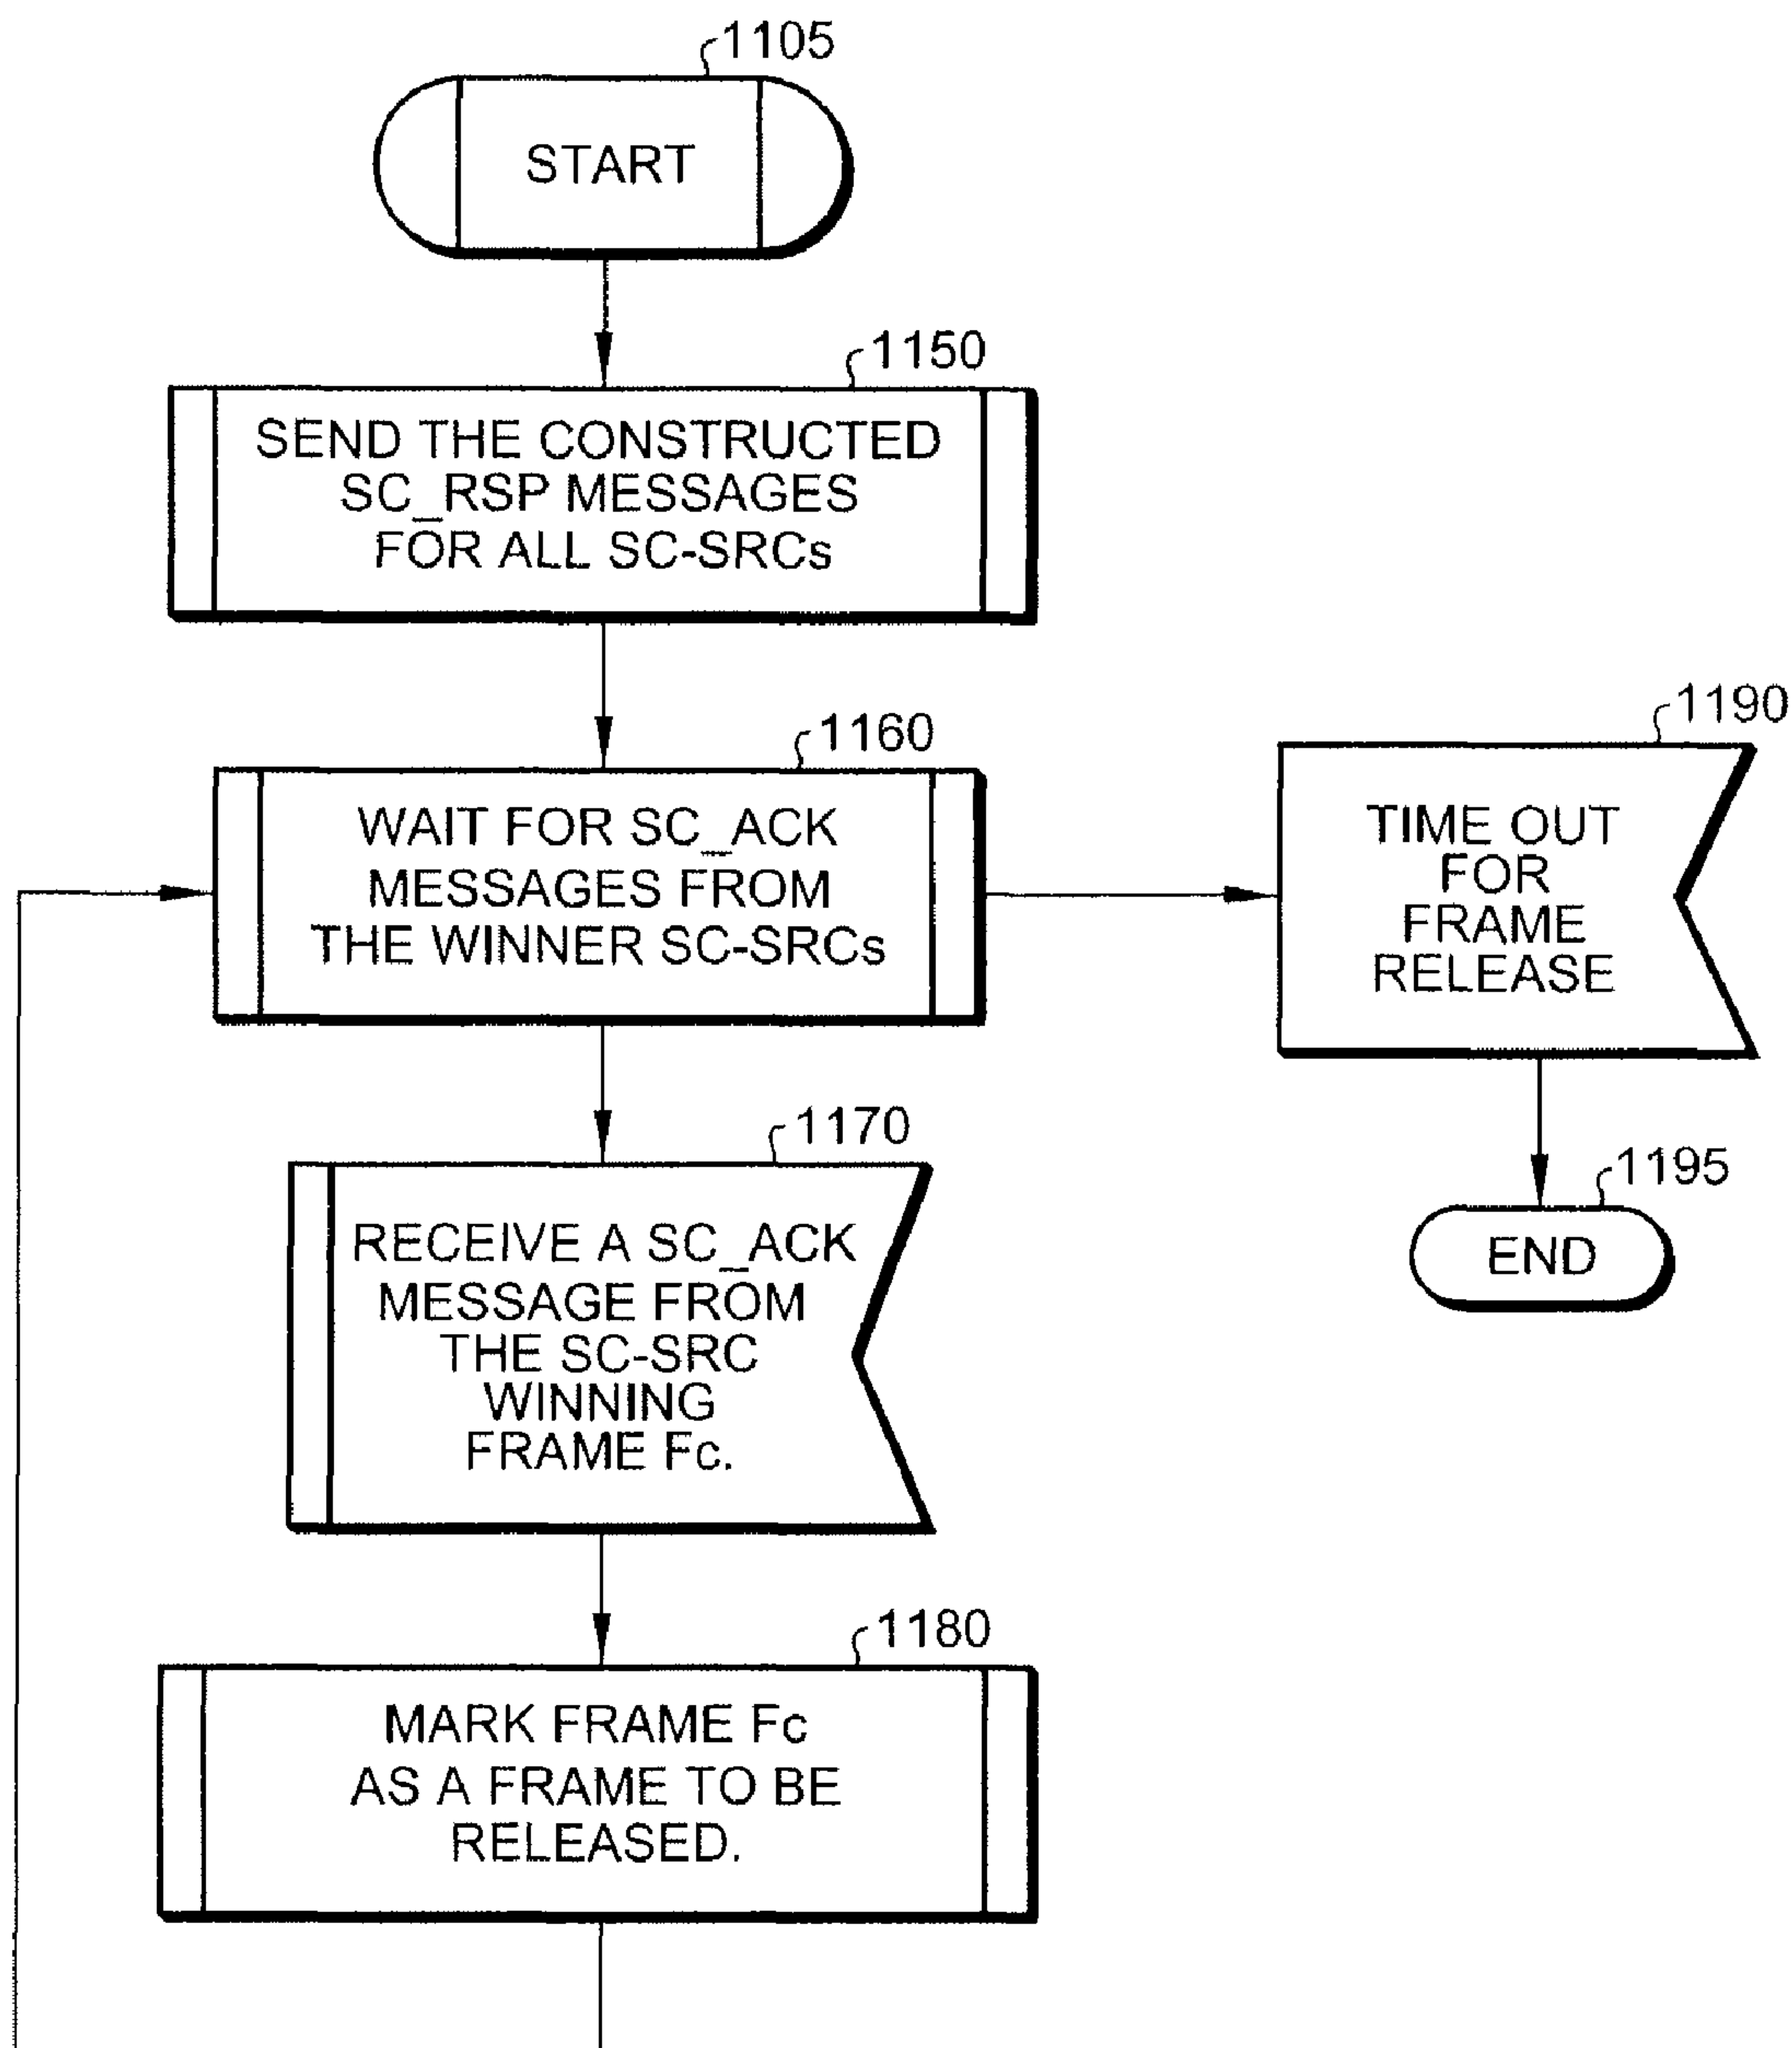 1105
START
1150
SEND THE CONSTRUCTED
SC_RSP MESSAGES
FOR ALL SC-SRCs
1160
WAIT FOR SC_ACK
MESSAGES FROM
THE WINNER SC-SRCs
1190
TIME OUT
FOR
FRAME
RELEASE
1170
RECEIVE A SC_ACK
MESSAGE FROM
THE SC-SRC
WINNING
FRAME Fc.
1195
END
1180
MARK FRAME Fc
AS A FRAME TO BE
RELEASED.